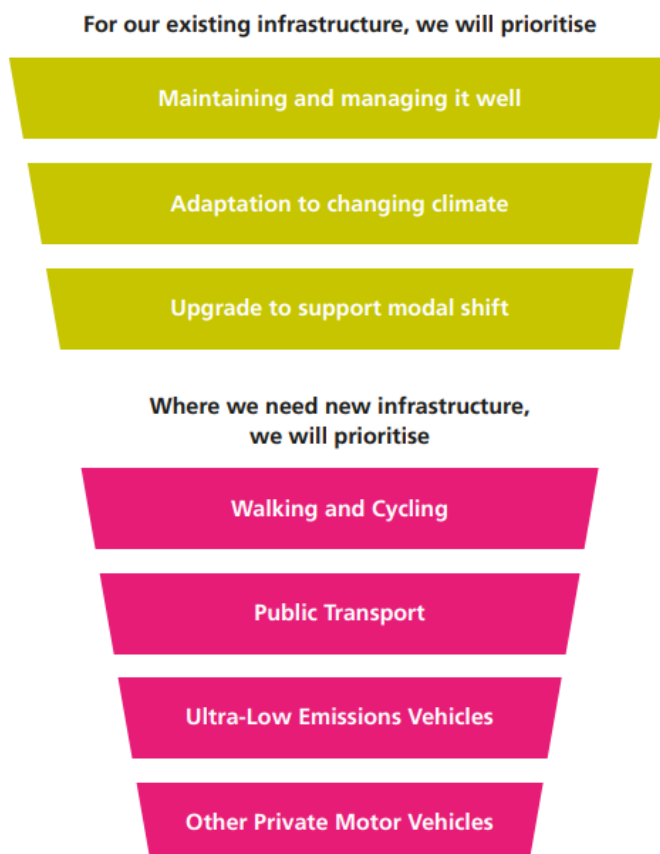 For our existing infrastructure, we will prioritise
Maintaining and managing it well
Adaptation to changing climate
Upgrade to support modal shift
Where we need new infrastructure,
we will prioritise
Walking and Cycling
Public Transport
Ultra-Low Emissions Vehicles
Other Private Motor Vehicles